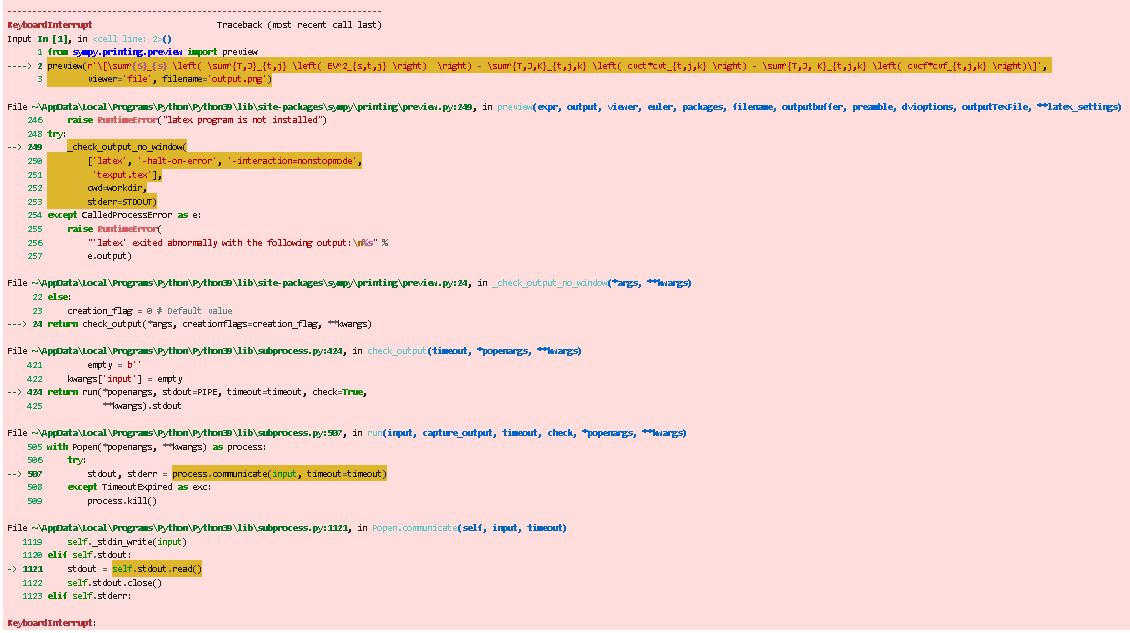 ---------------------------------------------------------------------------
KeyboardInterrupt                         Traceback (most recent call last)
Input In [1], in <cell line: 2>()
      1 from sympy.printing.preview import preview
----> 2 preview(r'\[\sum^{S}_{s} \left( \sum^{T,J}_{t,j} \left( EV^2_{s,t,j} \right)  \right) - \sum^{T,J,K}_{t,j,k} \left( cvct*cvt_{t,j,k} \right) - \sum^{T,J, K}_{t,j,k} \left( cvcf*cvf_{t,j,k} \right)\]',
      3         viewer='file', filename='output.png')
File ~\AppData\Local\Programs\Python\Python39\lib\site-packages\sympy\printing\preview.py:249, in preview(expr, output, viewer, euler, packages, filename, outputbuffer, preamble, dvioptions, outputTexFile, **latex_settings)
    246     raise RuntimeError("latex program is not installed")
    248 try:
--> 249     _check_output_no_window(
    250         ['latex', '-halt-on-error', '-interaction=nonstopmode',
    251          'texput.tex'],
    252         cwd=workdir,
    253         stderr=STDOUT)
    254 except CalledProcessError as e:
    255     raise RuntimeError(
    256         "'latex' exited abnormally with the following output:\n%s" %
    257         e.output)
File ~\AppData\Local\Programs\Python\Python39\lib\site-packages\sympy\printing\preview.py:24, in _check_output_no_window(*args, **kwargs)
     22 else:
     23     creation_flag = 0 # Default value
---> 24 return check_output(*args, creationflags=creation_flag, **kwargs)
File ~\AppData\Local\Programs\Python\Python39\lib\subprocess.py:424, in check_output(timeout, *popenargs, **kwargs)
    421         empty = b''
    422     kwargs['input'] = empty
--> 424 return run(*popenargs, stdout=PIPE, timeout=timeout, check=True,
    425            **kwargs).stdout
File ~\AppData\Local\Programs\Python\Python39\lib\subprocess.py:507, in run(input, capture_output, timeout, check, *popenargs, **kwargs)
    505 with Popen(*popenargs, **kwargs) as process:
    506     try:
--> 507         stdout, stderr = process.communicate(input, timeout=timeout)
    508     except TimeoutExpired as exc:
    509         process.kill()
File ~\AppData\Local\Programs\Python\Python39\lib\subprocess.py:1121, in Popen.communicate(self, input, timeout)
   1119     self._stdin_write(input)
   1120 elif self.stdout:
-> 1121     stdout = self.stdout.read()
   1122     self.stdout.close()
   1123 elif self.stderr:
KeyboardInterrupt: